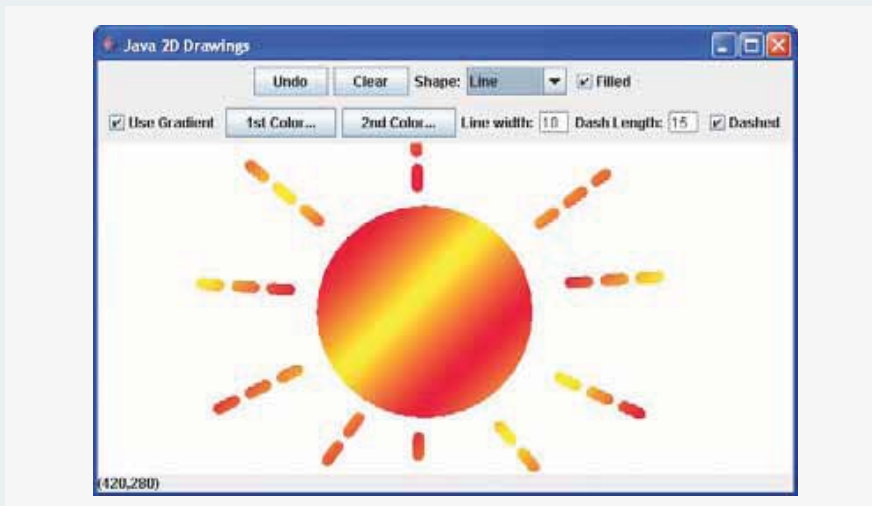 Java 2D Drawings
Undo Clear Shape: Line Filled
Use Gradient 1st Color... 2nd Color... Line width: 10 Dash Length: 15 Dashed
(420,280)